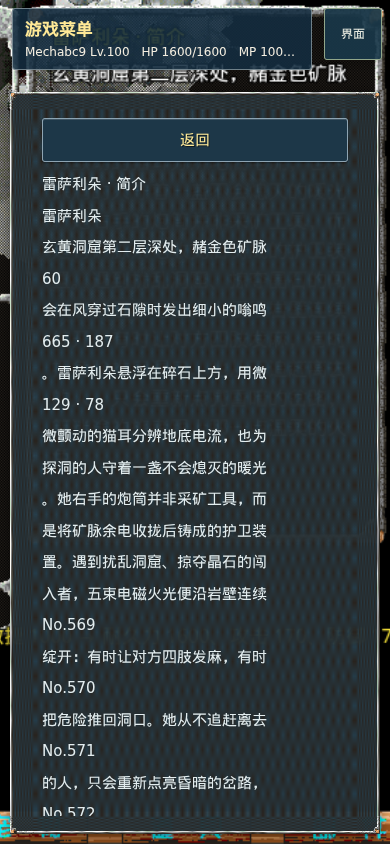 游戏菜单
Mechabc9 Lv.100 HP 1600/1600 MP 100...
界面
玄黄洞窟第二层深处，赭金色矿脉
返回
雷萨利朵 · 简介
雷萨利朵
玄黄洞窟第二层深处，赭金色矿脉
60
会在风穿过石隙时发出细小的嗡鸣
665 · 187
。雷萨利朵悬浮在碎石上方，用微
129 · 78
微颤动的猫耳分辨地底电流，也为
探洞的人守着一盏不会熄灭的暖光
。她右手的炮筒并非采矿工具，而
是将矿脉余电收拢后铸成的护卫装
置。遇到扰乱洞窟、掠夺晶石的闯
入者，五束电磁火光便沿岩壁连续
No.569
绽开：有时让对方四肢发麻，有时
No.570
把危险推回洞口。她从不追赶离去
No.571
的人，只会重新点亮昏暗的岔路，
No.572